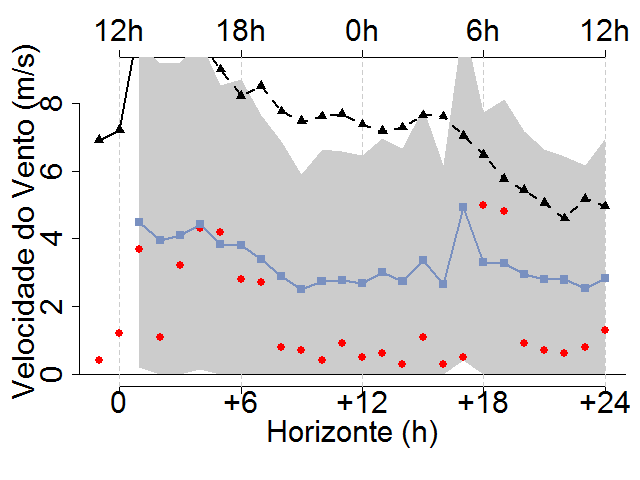 12h 18h 0h 6h 12h
Velocidade do Vento (m/s)
8
6
4
2
0
0 +6 +12 +18 +24
Horizonte (h)